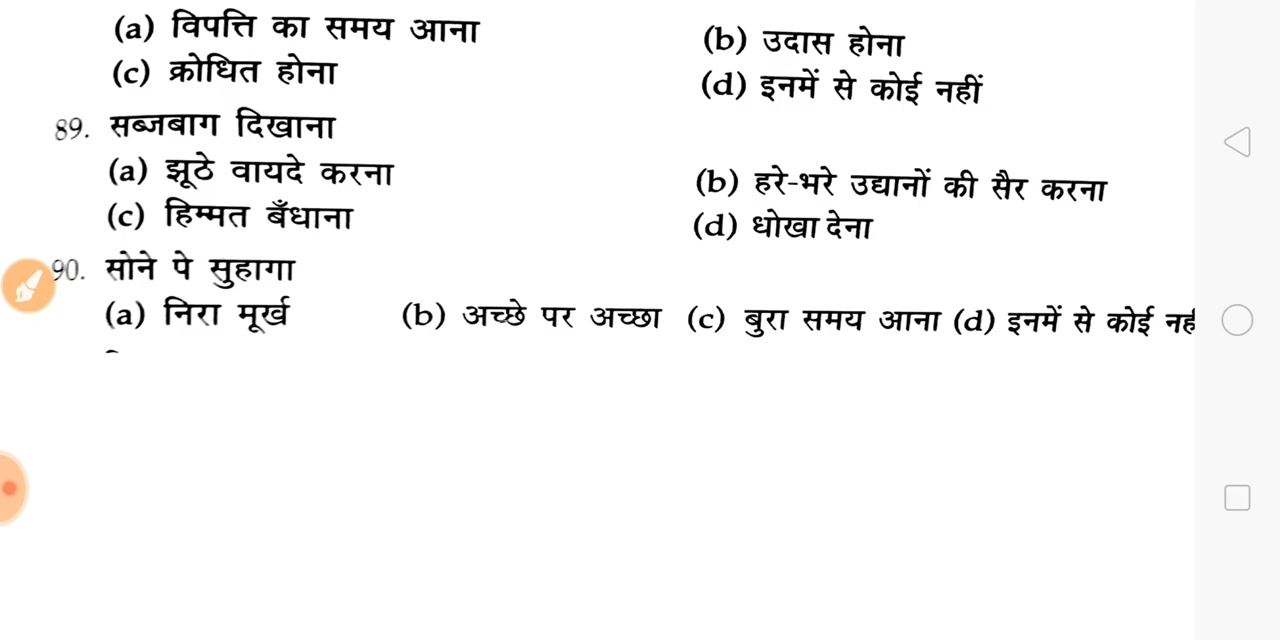 (a) विपत्ति का समय आना (b) उदास होना
(c) क्रोधित होना (d) इनमें से कोई नहीं
89. सब्जबाग दिखाना
(a) झूठे वायदे करना (b) हरे-भरे उद्यानों की सैर करना
(c) हिम्मत बँधाना (d) धोखा देना
90. सोने पे सुहागा
(a) निरा मूर्ख (b) अच्छे पर अच्छा (c) बुरा समय आना (d) इनमें से कोई